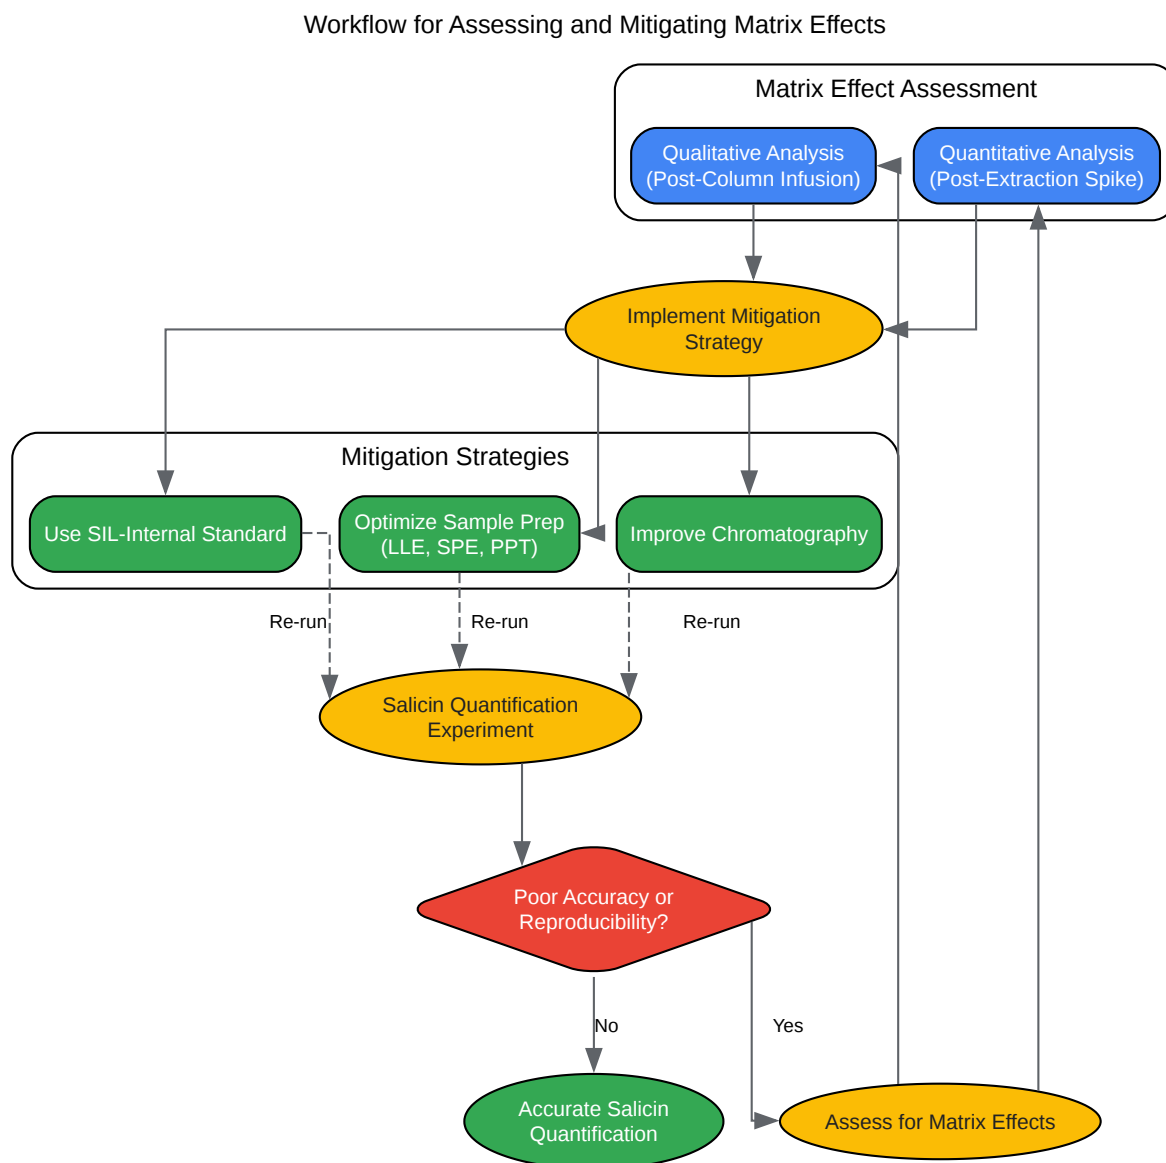 Workflow for Assessing and Mitigating Matrix Effects
Matrix Effect Assessment
Qualitative Analysis
(Post-Column Infusion)
Quantitative Analysis
(Post-Extraction Spike)
Implement Mitigation
Strategy
Mitigation Strategies
Use SIL-Internal Standard
Optimize Sample Prep
(LLE, SPE, PPT)
Improve Chromatography
Re-run
Re-run
Re-run
Salicin Quantification
Experiment
Poor Accuracy or
Reproducibility?
No
Yes
Accurate Salicin
Quantification
Assess for Matrix Effects